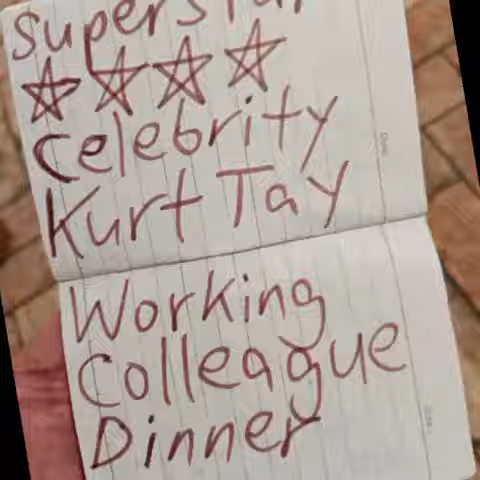 Superstar
☆ ☆ ☆ ☆
Celebrity
Kurt Tay
Working
Colleague
Dinner